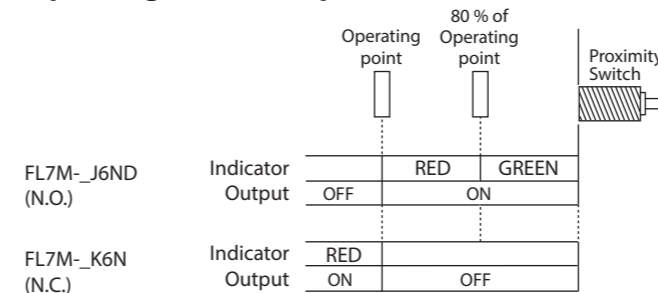 80 % of
Operating Operating
point point
Proximity
Switch
FL7M-_J6ND Indicator RED GREEN
(N.O.) Output OFF ON
FL7M-_K6N Indicator RED
(N.C.) Output ON OFF